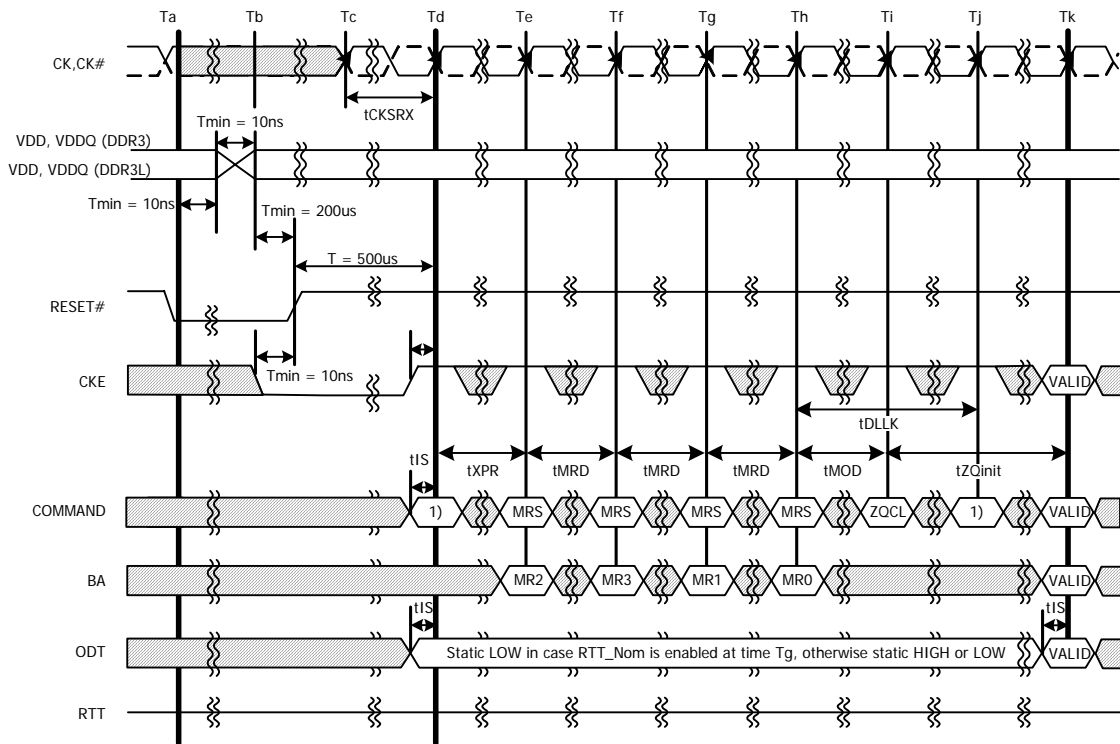 Ta Tb Tc Td Te Tf Tg Th Ti Tj Tk
CK,CK#
tCKSRX
Tmin = 10ns
VDD, VDDQ (DDR3)
VDD, VDDQ (DDR3L)
Tmin = 10ns
Tmin = 200us
T = 500us
RESET#
Tmin = 10ns
CKE
VALID
tDLLK
tIS
tXPR tMRD tMRD tMRD tMOD tZQinit
COMMAND 1) MRS MRS MRS MRS ZQCL 1) VALID
BA MR2 MR3 MR1 MR0 VALID
tIS tIS
ODT Static LOW in case RTT_Nom is enabled at time Tg, otherwise static HIGH or LOW VALID
RTT